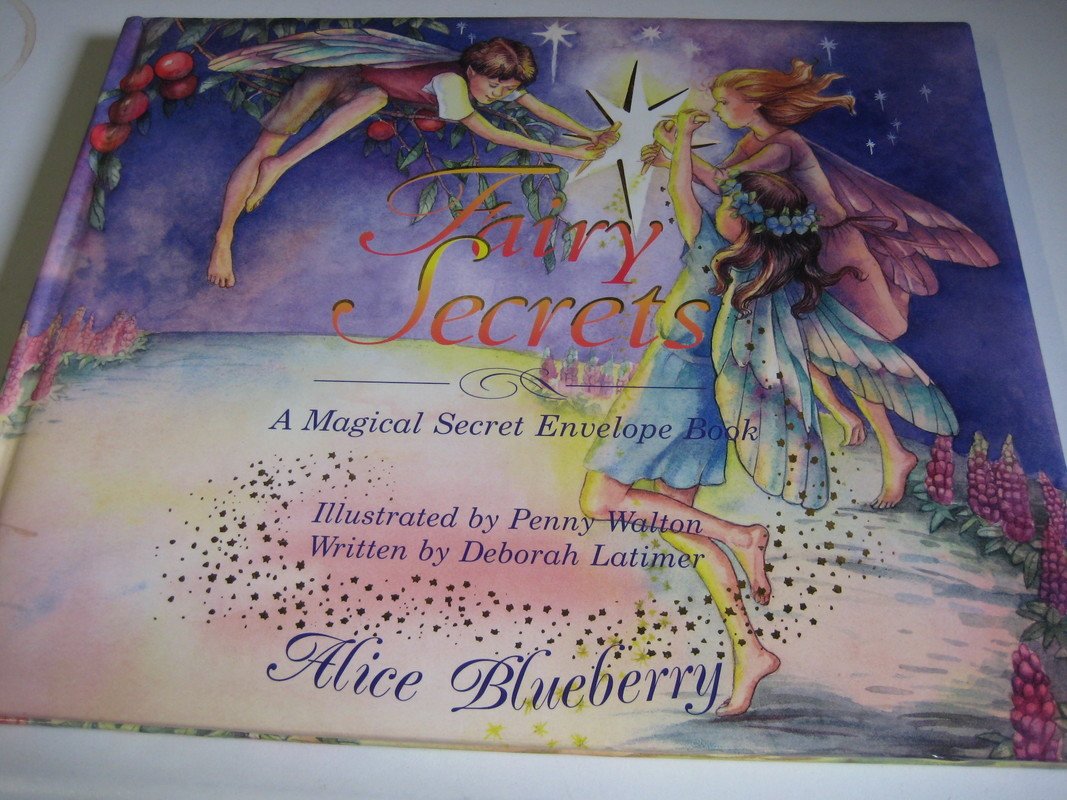 Fairy
Secrets
A Magical Secret Envelope Book
Illustrated by Penny Walton
Written by Deborah Latimer
Alice Blueberry